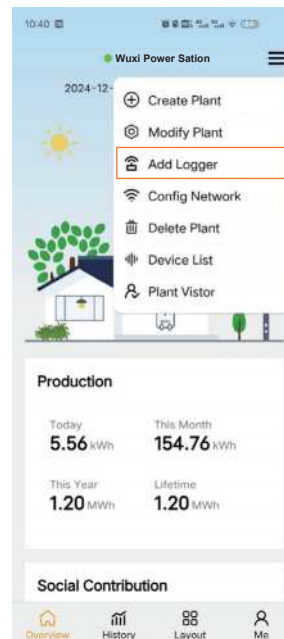 10:40
Wuxi Power Sation
2024-12-
Create Plant
Modify Plant
Add Logger
Config Network
Delete Plant
Device List
Plant Vistor
Production
Today
This Month
5.56 kWh
154.76 kWh
This Year
Lifetime
1.20 MWh
1.20 MWh
Social Contribution
Overview
History
Layout
Me